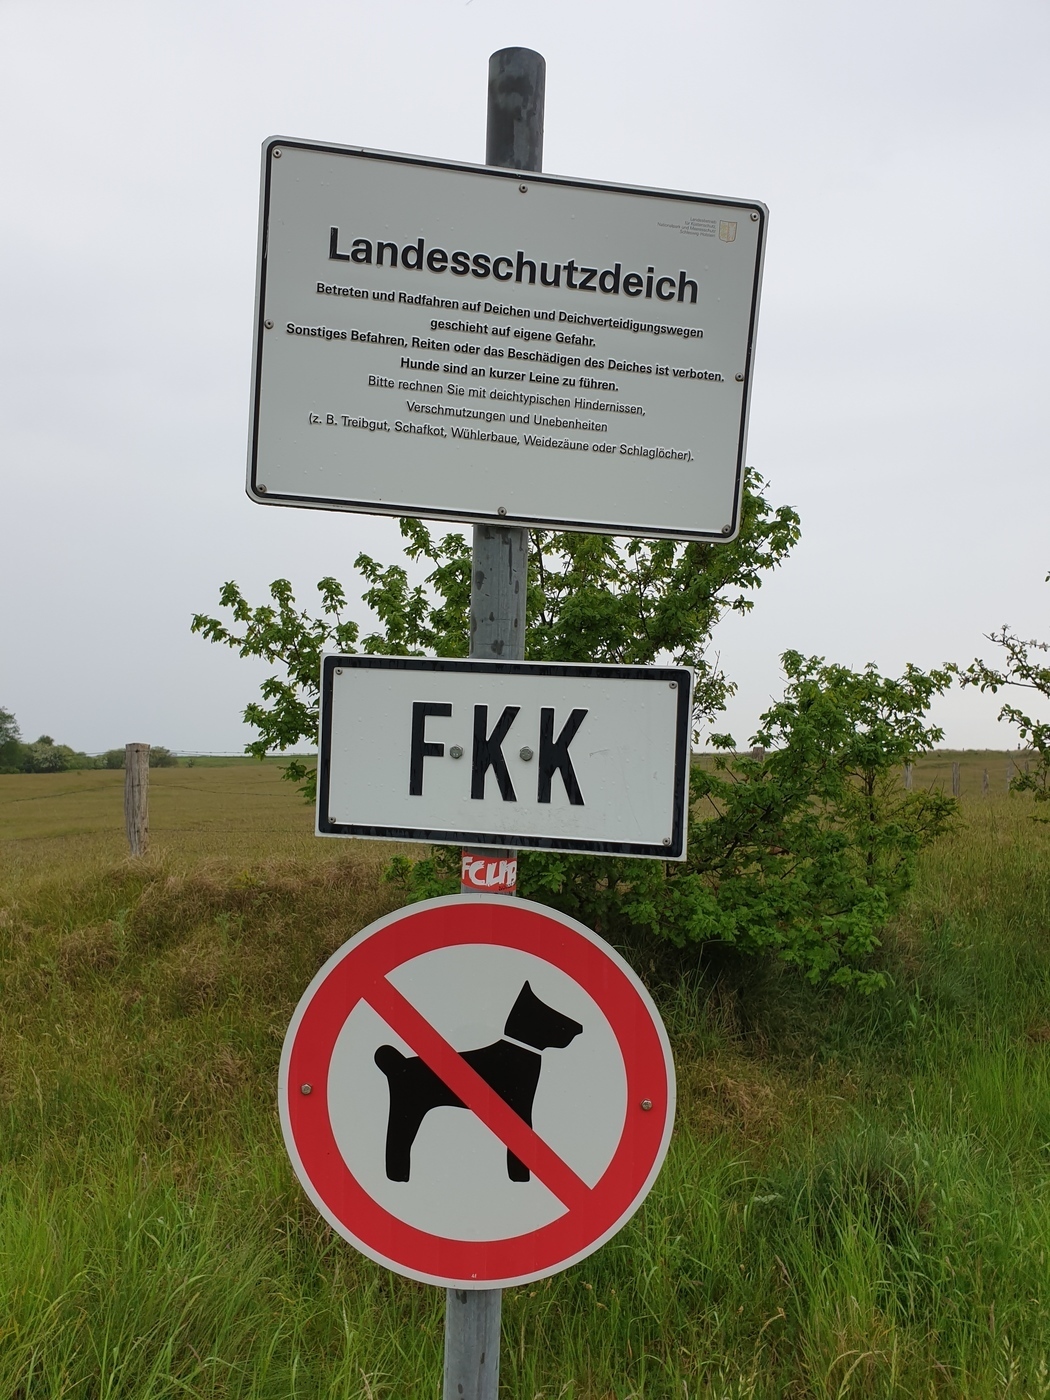 Landesschutzdeich
Betreten und Radfahren auf Deichen und Deichverteidigungswegen
geschieht auf eigene Gefahr.
Sonstiges Befahren, Reiten oder das Beschädigen des Deiches ist verboten.
Hunde sind an kurzer Leine zu führen.
Bitte rechnen Sie mit deichtypischen Hindernissen,
Verschmutzungen und Unebenheiten
(z. B. Treibgut, Schafkot, Wühlerbaue, Weidezäune oder Schlaglöcher).
FKK